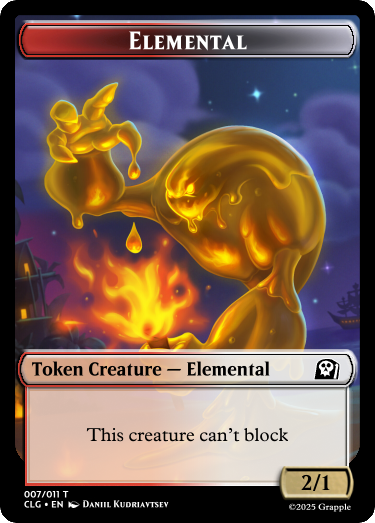 Elemental
Token Creature — Elemental
This creature can't block
2/1
007/011 T
CLG • EN Daniil Kudriavtsev
©2025 Grapple